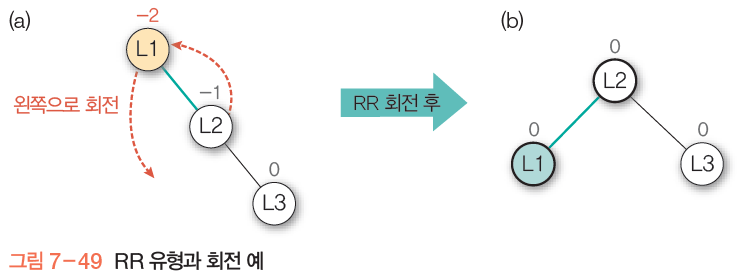 (a)
-2
L1
왼쪽으로 회전
-1
L2
0
L3
RR 회전 후
(b)
0
L2
0
L1
0
L3
그림 7-49 RR 유형과 회전 예